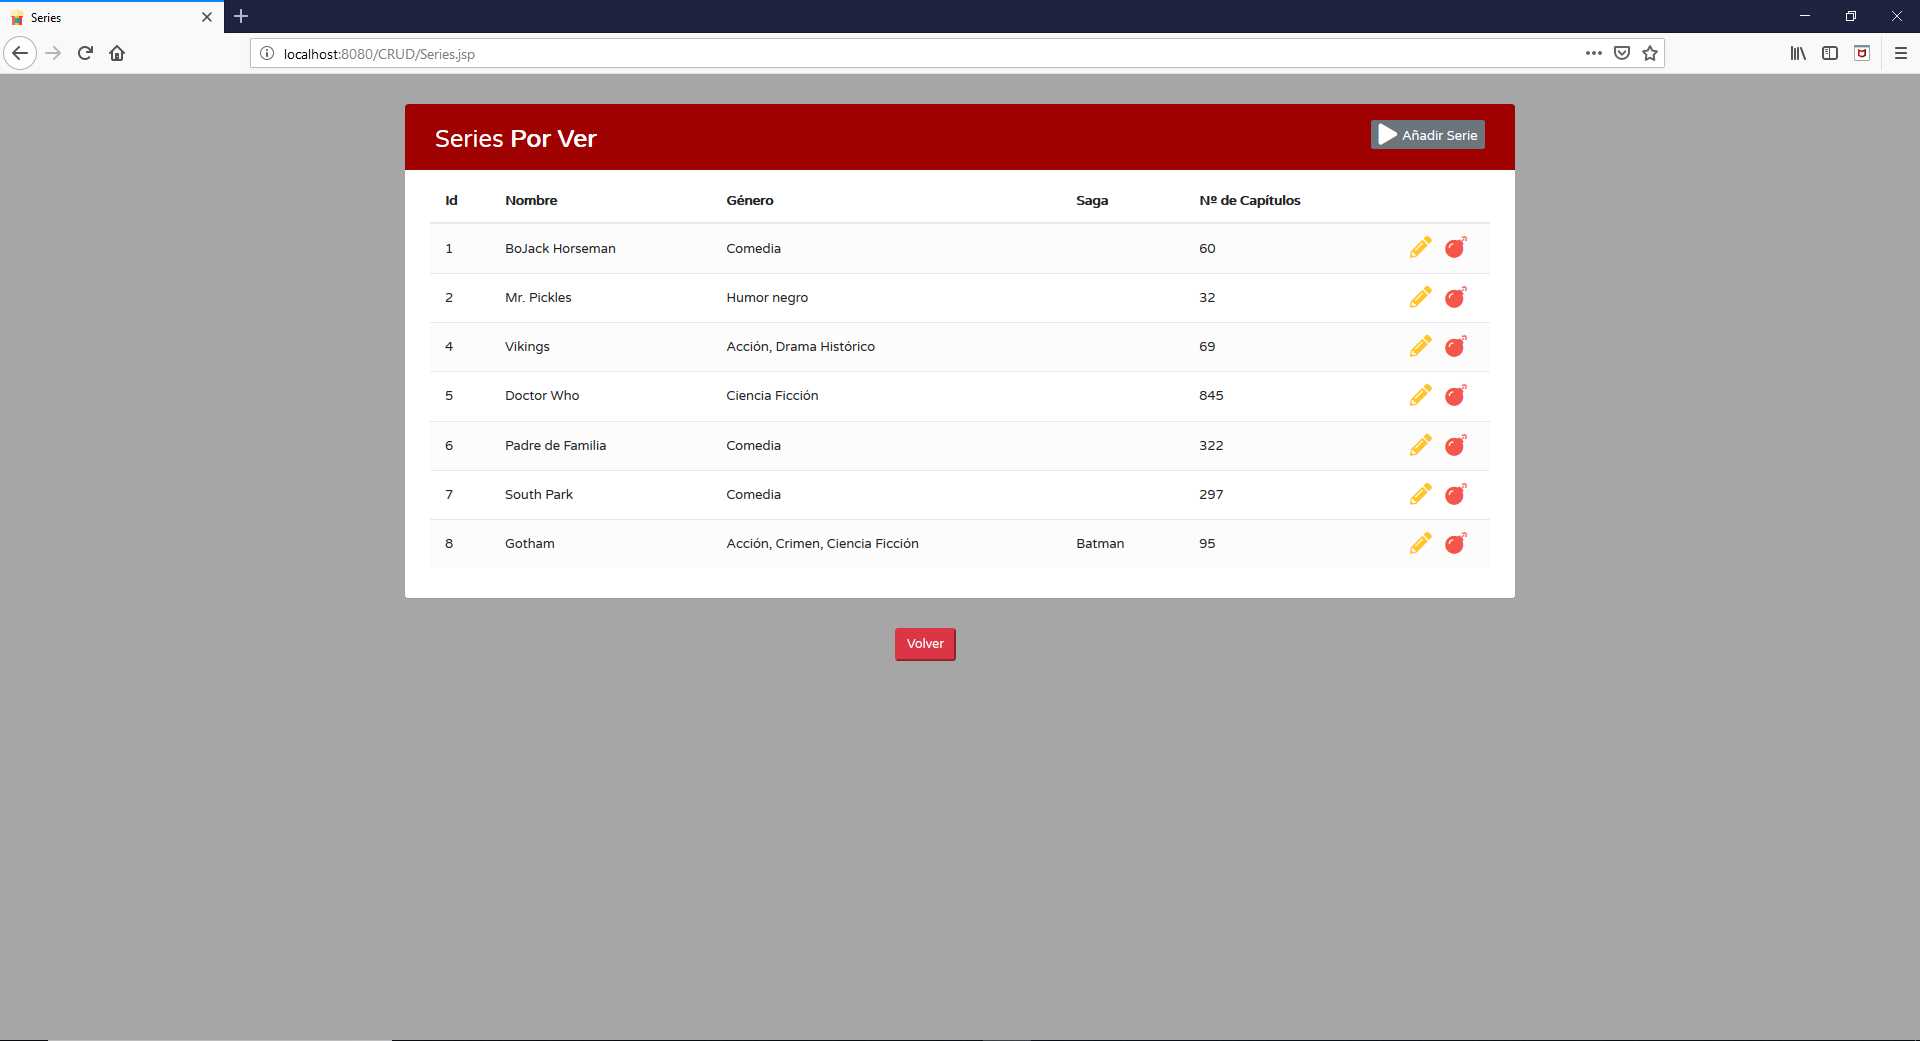 Series
localhost:8080/CRUD/Series.jsp
Series Por Ver
Añadir Serie
Id Nombre Género Saga Nº de Capítulos
1 BoJack Horseman Comedia 60
2 Mr. Pickles Humor negro 32
4 Vikings Acción, Drama Histórico 69
5 Doctor Who Ciencia Ficción 845
6 Padre de Familia Comedia 322
7 South Park Comedia 297
8 Gotham Acción, Crimen, Ciencia Ficción Batman 95
Volver